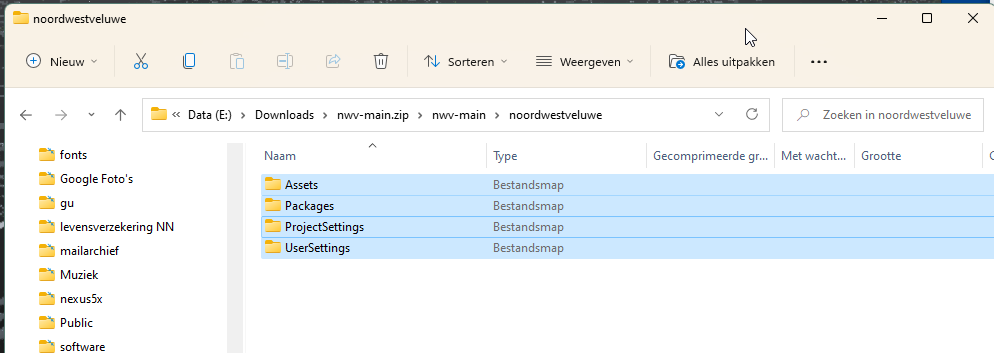 noordwestveluwe
Nieuw Sorteren Weergeven Alles uitpakken
« Data (E:) > Downloads > nwv-main.zip > nwv-main > noordwestveluwe Zoeken in noordwestveluwe
fonts
Google Foto's
gu
levensverzekering NN
mailarchief
Muziek
nexus5x
Public
software
Naam Type Gecomprimeerde gr... Met wacht... Grootte
Assets Bestandsmap
Packages Bestandsmap
ProjectSettings Bestandsmap
UserSettings Bestandsmap